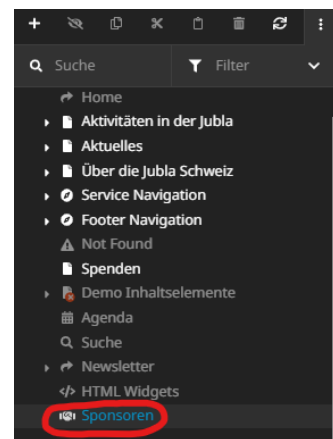 Suche Filter
Home
Aktivitäten in der Jubla
Aktuelles
Über die Jubla Schweiz
Service Navigation
Footer Navigation
Not Found
Spenden
Demo Inhaltselemente
Agenda
Suche
Newsletter
HTML Widgets
Sponsoren